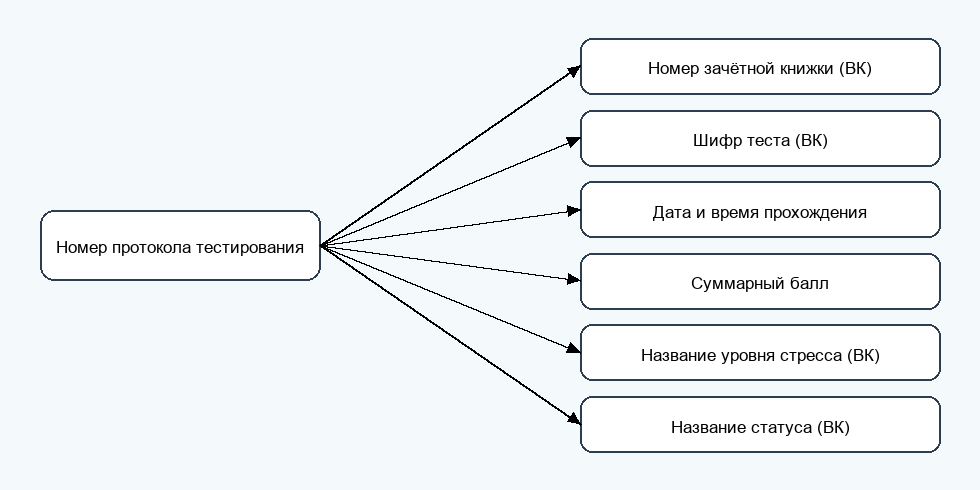 Номер протокола тестирования
Номер зачётной книжки (ВК)
Шифр теста (ВК)
Дата и время прохождения
Суммарный балл
Название уровня стресса (ВК)
Название статуса (ВК)